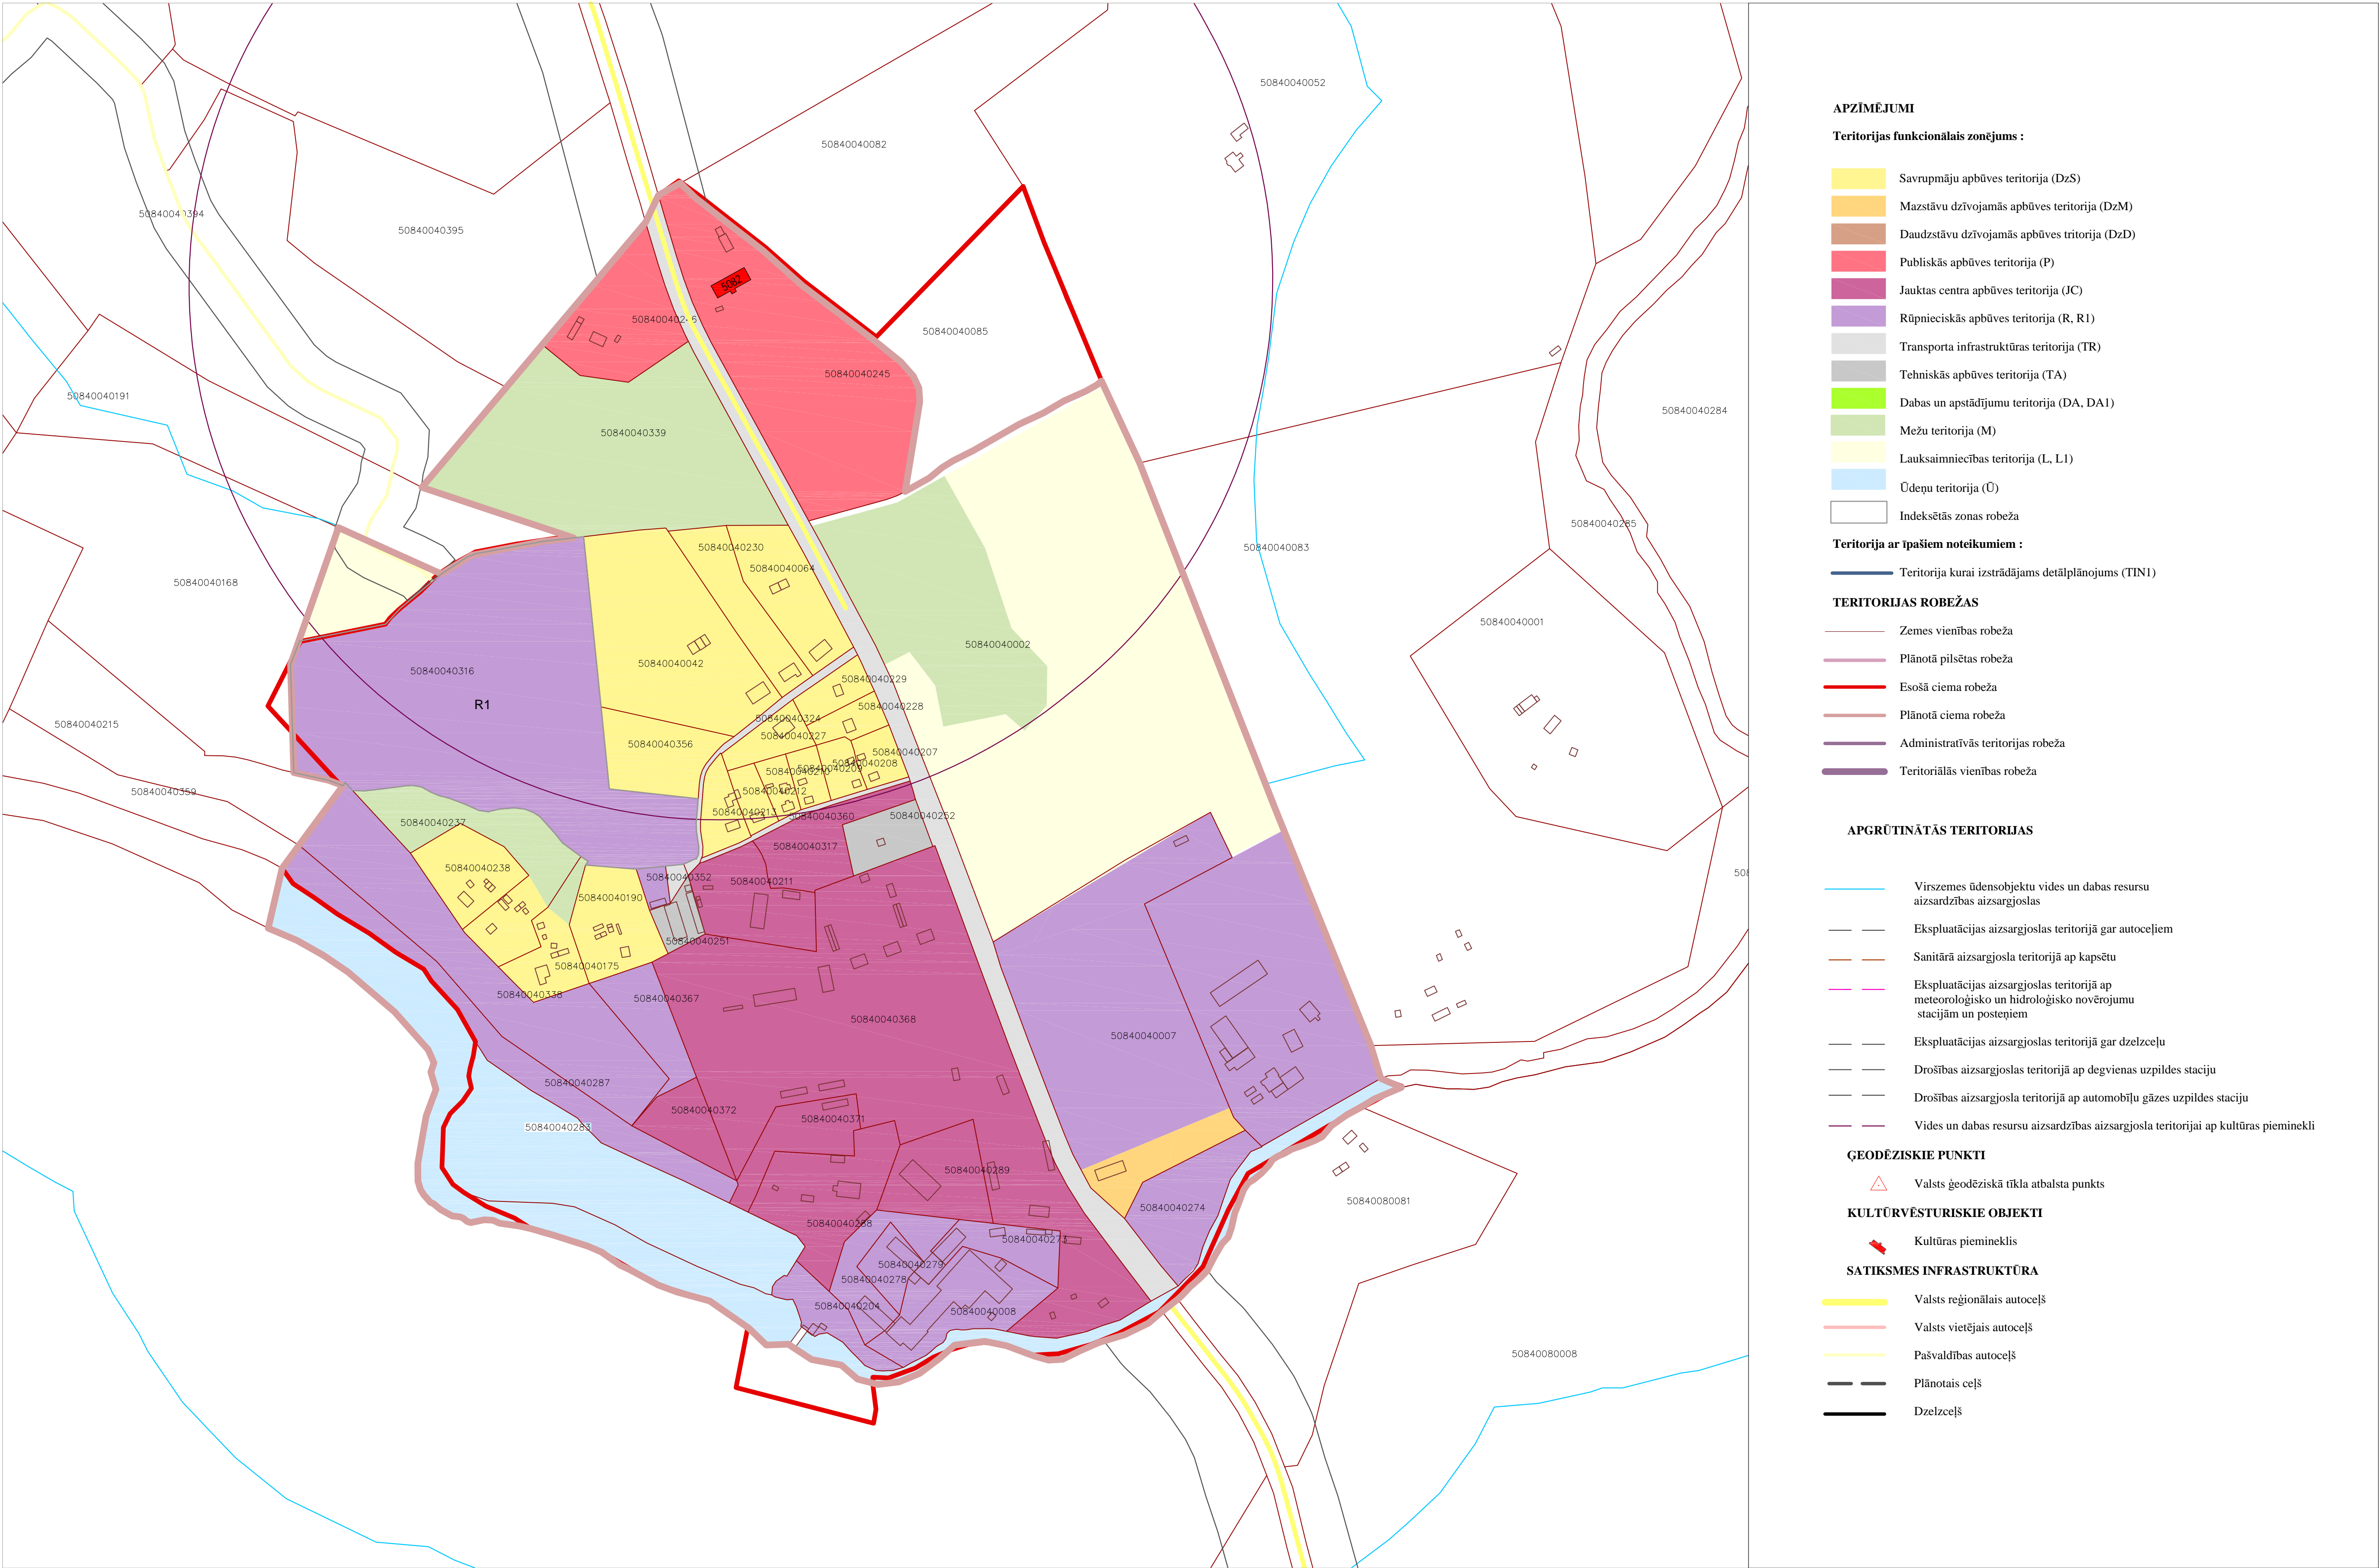 50840040052
50840040082
50840040394
50840040395
50840040085
5082
50840040245
50840040191
50840040284
50840040339
50840040285
50840040230
50840040083
50840040064
50840040168
50840040001
50840040002
50840040042
50840040316
R1
50840040229
50840040228
50840040324
50840040215
50840040227
50840040356
50840040207
50840040208
50840040209
50840040210
50840040359
50840040212
50840040213
50840040360
50840040252
50840040237
50840040317
50840040238
50840040352
50840040211
50840040190
50840040251
50840040175
50840040338
50840040367
50840040368
50840040007
50840040287
50840040372
50840040371
50840040283
50840040289
50840080081
50840040274
50840040288
50840040273
50840040279
50840040278
50840040204
50840040008
50840080008
APZĪMĒJUMI
Teritorijas funkcionālais zonējums :
Savrupmāju apbūves teritorija (DzS)
Mazstāvu dzīvojamās apbūves teritorija (DzM)
Daudzstāvu dzīvojamās apbūves tritorija (DzD)
Publiskās apbūves teritorija (P)
Jauktas centra apbūves teritorija (JC)
Rūpnieciskās apbūves teritorija (R, R1)
Transporta infrastruktūras teritorija (TR)
Tehniskās apbūves teritorija (TA)
Dabas un apstādījumu teritorija (DA, DA1)
Mežu teritorija (M)
Lauksaimniecības teritorija (L, L1)
Ūdeņu teritorija (Ū)
Indeksētās zonas robeža
Teritorija ar īpašiem noteikumiem :
Teritorija kurai izstrādājams detālplānojums (TIN1)
TERITORIJAS ROBEŽAS
Zemes vienības robeža
Plānotā pilsētas robeža
Esošā ciema robeža
Plānotā ciema robeža
Administratīvās teritorijas robeža
Teritoriālās vienības robeža
APGRŪTINĀTĀS TERITORIJAS
Virszemes ūdensobjektu vides un dabas resursu
aizsardzības aizsargjoslas
Ekspluatācijas aizsargjoslas teritorijā gar autoceļiem
Sanitārā aizsargjosla teritorijā ap kapsētu
Ekspluatācijas aizsargjoslas teritorijā ap
meteoroloģisko un hidroloģisko novērojumu
stacijām un posteņiem
Ekspluatācijas aizsargjoslas teritorijā gar dzelzceļu
Drošības aizsargjoslas teritorijā ap degvienas uzpildes staciju
Drošības aizsargjosla teritorijā ap automobīļu gāzes uzpildes staciju
Vides un dabas resursu aizsardzības aizsargjosla teritorijai ap kultūras pieminekli
ĢEODĒZISKIE PUNKTI
Valsts ģeodēziskā tīkla atbalsta punkts
KULTŪRVĒSTURISKIE OBJEKTI
Kultūras piemineklis
SATIKSMES INFRASTRUKTŪRA
Valsts reģionālais autoceļš
Valsts vietējais autoceļš
Pašvaldības autoceļš
Plānotais ceļš
Dzelzceļš